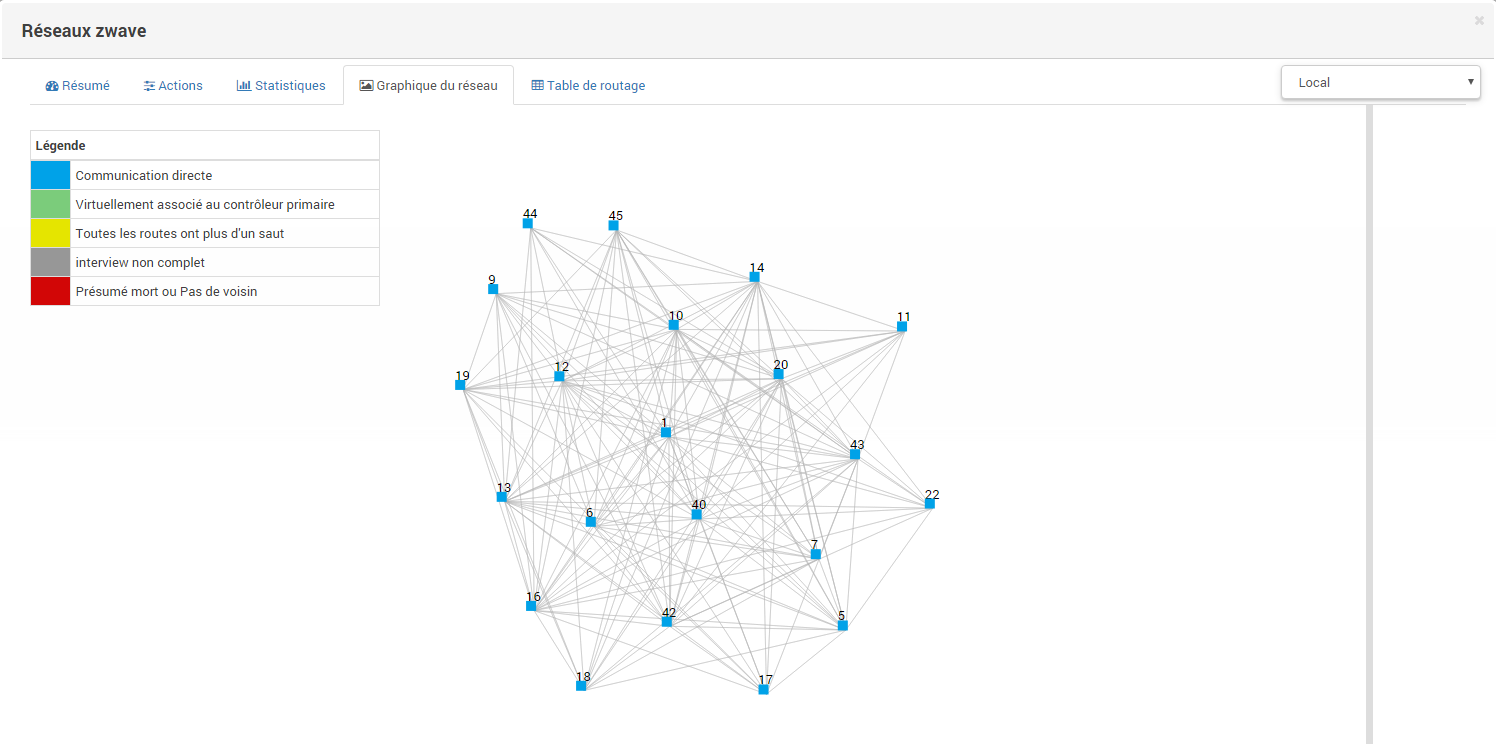 Réseaux zwave
×
Résumé Actions Statistiques Graphique du réseau Table de routage
Local
Légende
Communication directe
Virtuellement associé au contrôleur primaire
Toutes les routes ont plus d'un saut
interview non complet
Présumé mort ou Pas de voisin
44
45
14
9
10
11
12
20
19
1
43
13
22
6
40
7
16
42
5
18
17